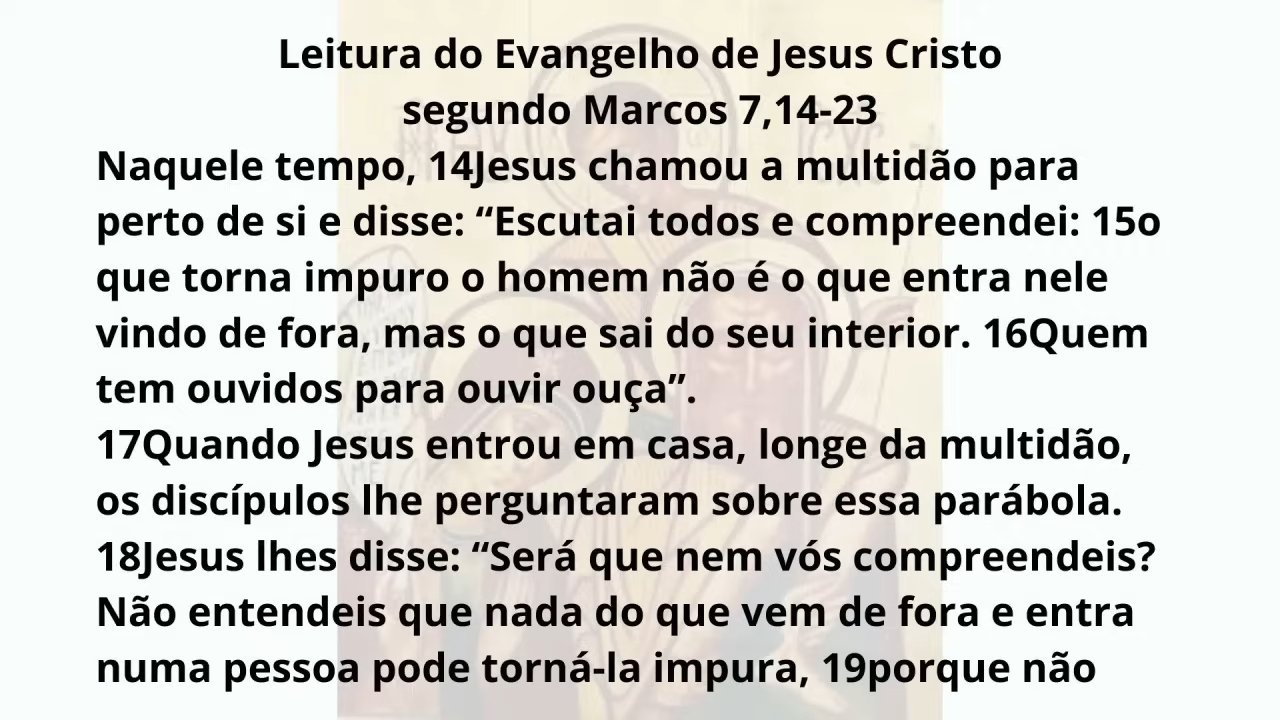 Leitura do Evangelho de Jesus Cristo
segundo Marcos 7,14-23
Naquele tempo, 14Jesus chamou a multidão para
perto de si e disse: “Escutai todos e compreendei: 15o
que torna impuro o homem não é o que entra nele
vindo de fora, mas o que sai do seu interior. 16Quem
tem ouvidos para ouvir ouça”.
17Quando Jesus entrou em casa, longe da multidão,
os discípulos lhe perguntaram sobre essa parábola.
18Jesus lhes disse: “Será que nem vós compreendeis?
Não entendeis que nada do que vem de fora e entra
numa pessoa pode torná-la impura, 19porque não